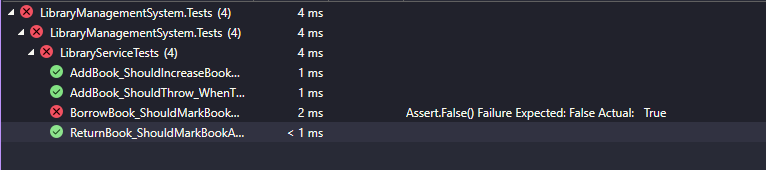 LibraryManagementSystem.Tests (4) 4 ms
LibraryManagementSystem.Tests (4) 4 ms
LibraryServiceTests (4) 4 ms
AddBook_ShouldIncreaseBook... 1 ms
AddBook_ShouldThrow_WhenT... 1 ms
BorrowBook_ShouldMarkBook... 2 ms Assert.False() Failure Expected: False Actual: True
ReturnBook_ShouldMarkBookA... < 1 ms